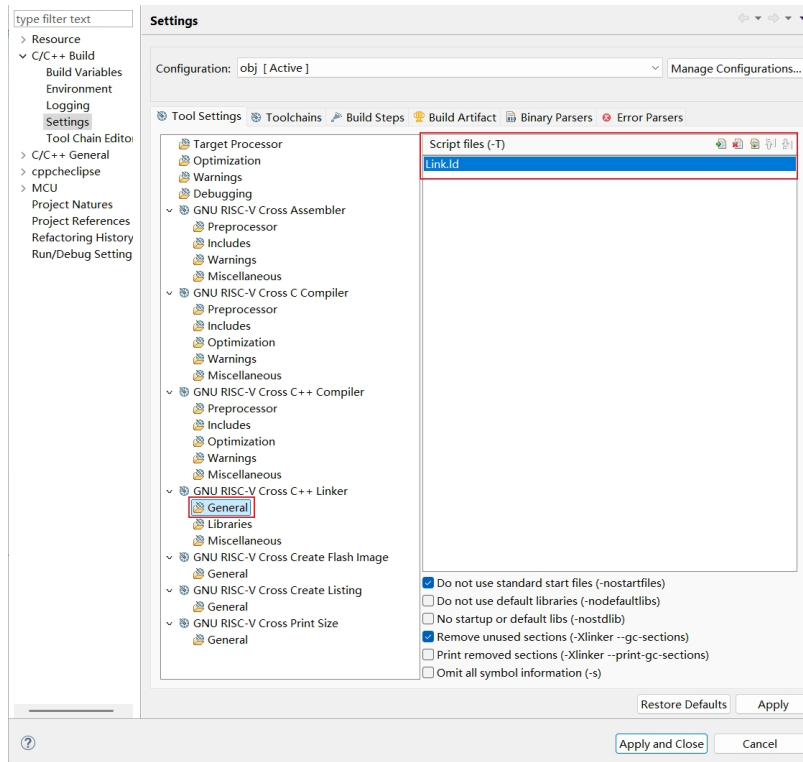 type filter text
Resource
C/C++ Build
Build Variables
Environment
Logging
Settings
Tool Chain Editor
C/C++ General
cppcheclipse
MCU
Project Natures
Project References
Refactoring History
Run/Debug Setting
Settings
Configuration: obj [ Active ]
Manage Configurations...
Tool Settings Toolchains Build Steps Build Artifact Binary Parsers Error Parsers
Target Processor
Optimization
Warnings
Debugging
GNU RISC-V Cross Assembler
Preprocessor
Includes
Warnings
Miscellaneous
GNU RISC-V Cross C Compiler
Preprocessor
Includes
Optimization
Warnings
Miscellaneous
GNU RISC-V Cross C++ Compiler
Preprocessor
Includes
Optimization
Warnings
Miscellaneous
GNU RISC-V Cross C++ Linker
General
Libraries
Miscellaneous
GNU RISC-V Cross Create Flash Image
General
GNU RISC-V Cross Create Listing
General
GNU RISC-V Cross Print Size
General
Script files (-T)
Link.ld
Do not use standard start files (-nostartfiles)
Do not use default libraries (-nodefaultlibs)
No startup or default libs (-nostdlib)
Remove unused sections (-Xlinker --gc-sections)
Print removed sections (-Xlinker --print-gc-sections)
Omit all symbol information (-s)
Restore Defaults Apply
Apply and Close Cancel